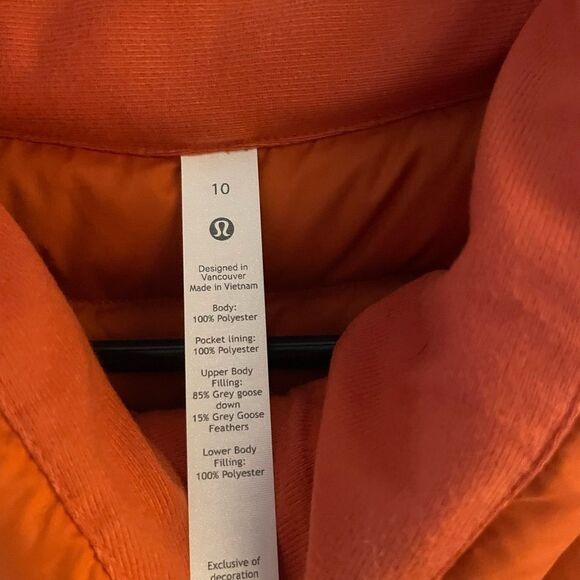 10
Designed in
Vancouver
Made in Vietnam
Body:
100% Polyester
Pocket lining:
100% Polyester
Upper Body
Filling:
85% Grey goose
down
15% Grey Goose
Feathers
Lower Body
Filling:
100% Polyester
Exclusive of
decoration